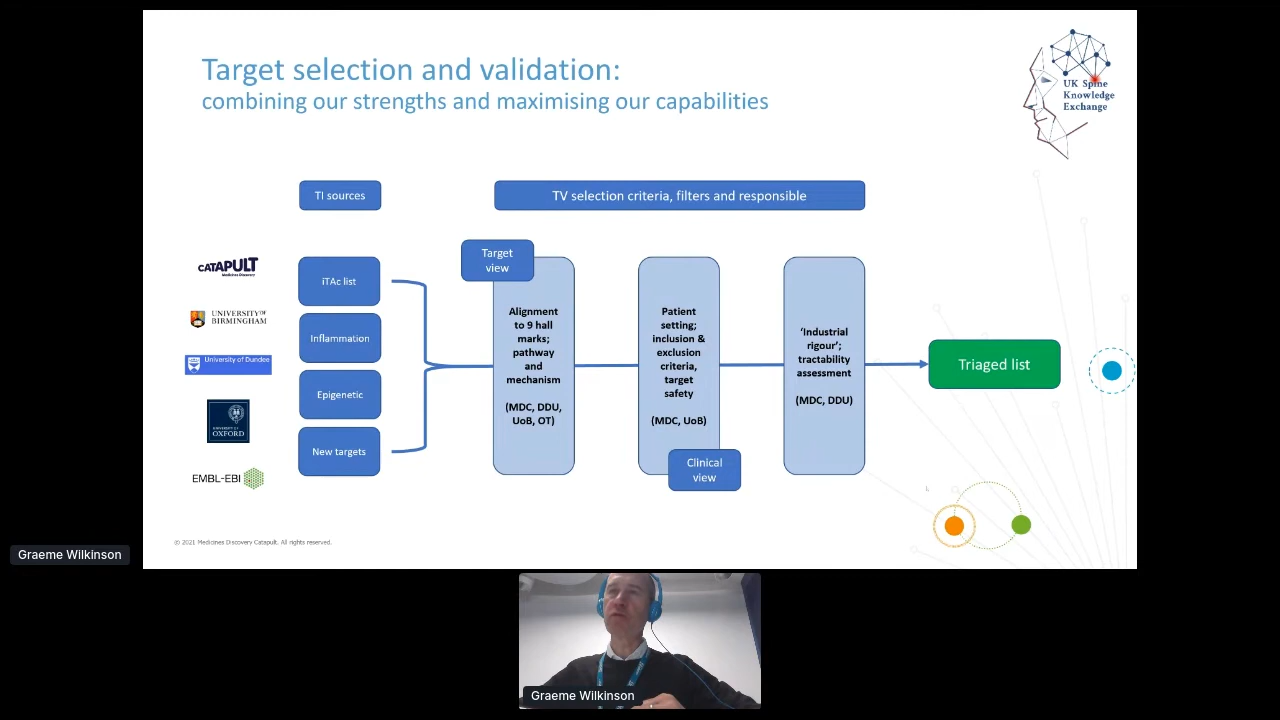 Target selection and validation:
combining our strengths and maximising our capabilities
UK Spine
Knowledge
Exchange
TI sources
TV selection criteria, filters and responsible
CATAPULT
Medicines Discovery
UNIVERSITY OF
BIRMINGHAM
University of Dundee
UNIVERSITY OF
OXFORD
EMBL-EBI
iTAc list
Inflammation
Epigenetic
New targets
Target
view
Alignment
to 9 hall
marks;
pathway
and
mechanism
(MDC, DDU,
UoB, OT)
Patient
setting;
inclusion &
exclusion
criteria,
target
safety
(MDC, UoB)
Clinical
view
‘Industrial
rigour’;
tractability
assessment
(MDC, DDU)
Triaged list
© 2021 Medicines Discovery Catapult. All rights reserved.
Graeme Wilkinson
Graeme Wilkinson